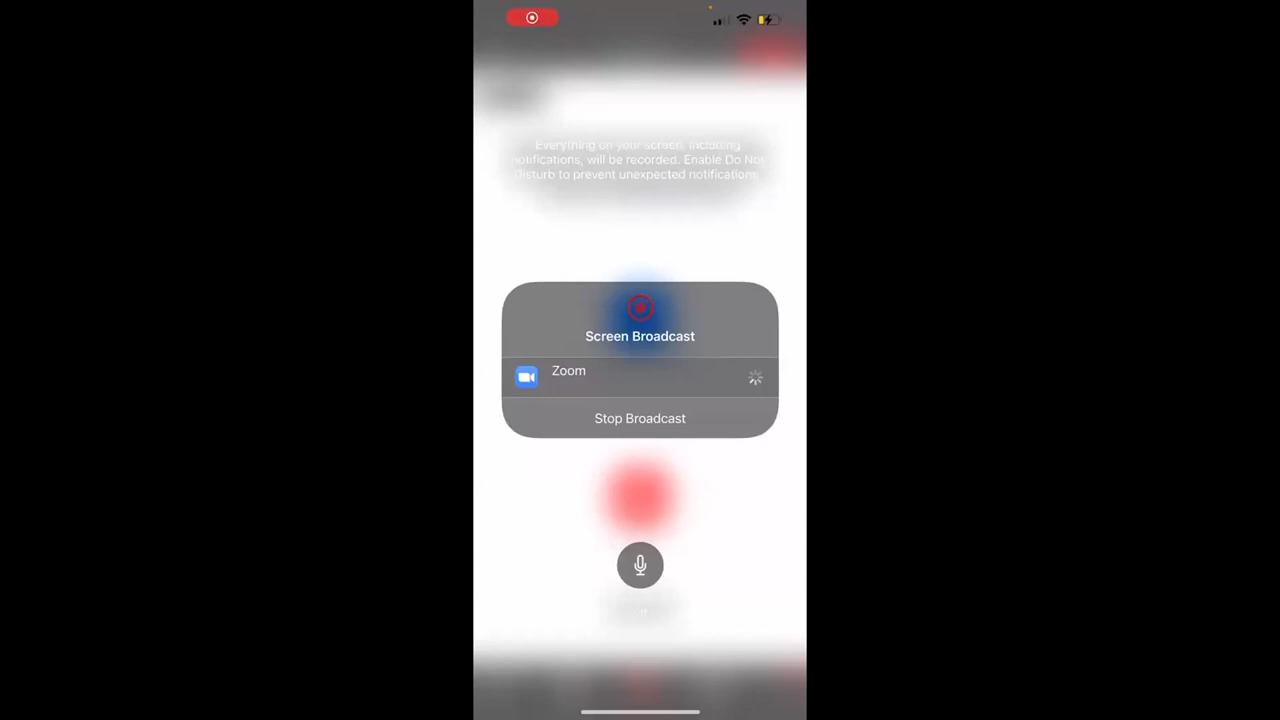 Everything on your screen, including
notifications, will be recorded. Enable Do Not
Disturb to prevent unexpected notifications.
Screen Broadcast
Zoom
Stop Broadcast